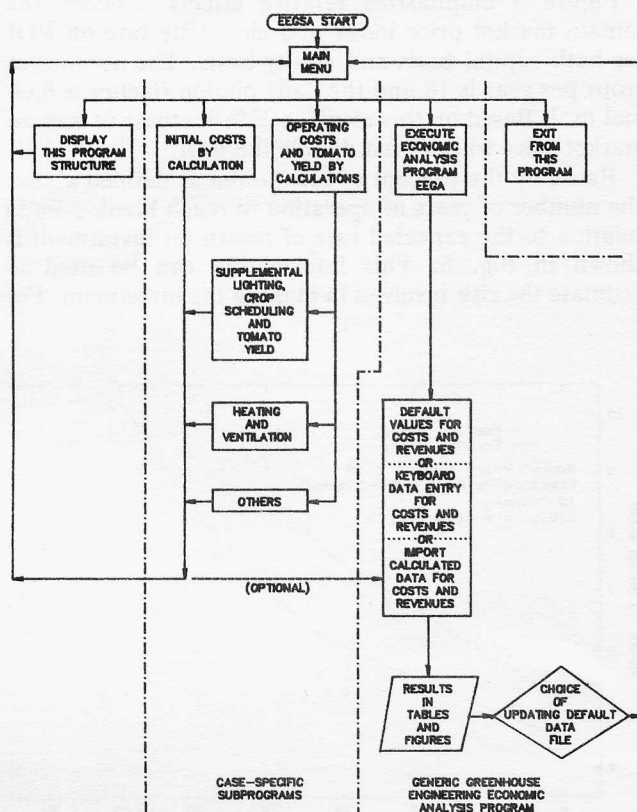 EEGSA START
MAIN
MENU
DISPLAY
THIS PROGRAM
STRUCTURE
INITIAL COSTS
BY
CALCULATION
OPERATING
COSTS
AND TOMATO
YIELD BY
CALCULATIONS
EXECUTE
ECONOMIC
ANALYSIS
PROGRAM
EEGA
EXIT
FROM THIS
PROGRAM
SUPPLEMENTAL
LIGHTING,
CROP
SCHEDULING
AND
TOMATO
YIELD
HEATING
AND
VENTILATION
OTHERS
DEFAULT
VALUES FOR
COSTS AND
REVENUES
OR
KEYBOARD
DATA ENTRY
FOR
COSTS AND
REVENUES
OR
IMPORT
CALCULATED
DATA FOR
COSTS AND
REVENUES
(OPTIONAL)
RESULTS
IN
TABLES
AND
FIGURES
CHOICE
OF
UPDATING DEFAULT
DATA
FILE
CASE-SPECIFIC
SUBPROGRAMS
GENERIC GREENHOUSE
ENGINEERING ECONOMIC
ANALYSIS PROGRAM